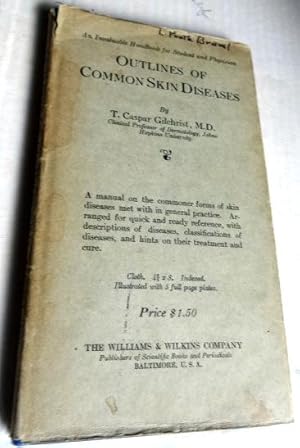 An Invaluable Handbook for Student and Physician
OUTLINES OF
COMMON SKIN DISEASES
By
T. Caspar Gilchrist, M.D.
Clinical Professor of Dermatology, Johns
Hopkins University
A manual on the commoner forms of skin
diseases met with in general practice. Ar-
ranged for quick and ready reference, with
descriptions of diseases, classifications of
diseases, and hints on their treatment and
cure.
Cloth. x 8. Indexed.
Illustrated with 5 full page plates.
Price $1.50
THE WILLIAMS & WILKINS COMPANY
Publishers of Scientific Books and Periodicals
BALTIMORE, U. S. A.